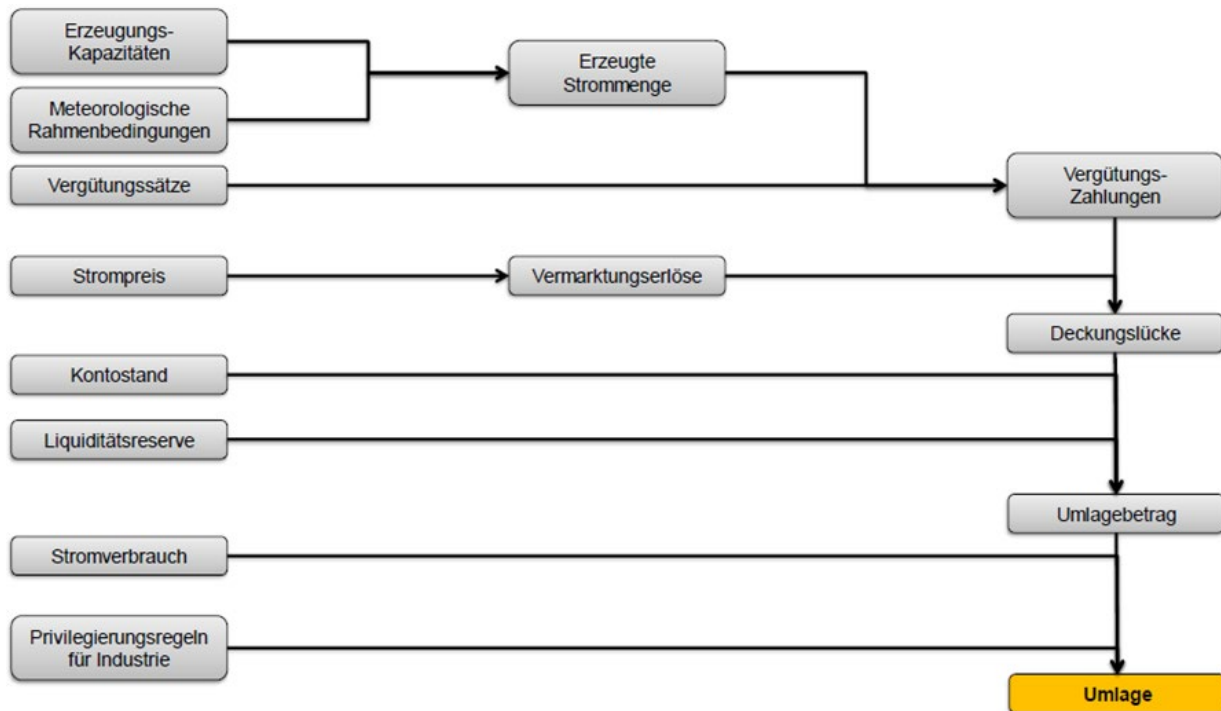 Erzeugungs-
Kapazitäten
Erzeugte
Strommenge
Meteorologische
Rahmenbedingungen
Vergütungssätze
Vergütungs-
Zahlungen
Strompreis
Vermarktungserlöse
Deckungslücke
Kontostand
Liquiditätsreserve
Umlagebetrag
Stromverbrauch
Privilegierungsregeln
für Industrie
Umlage